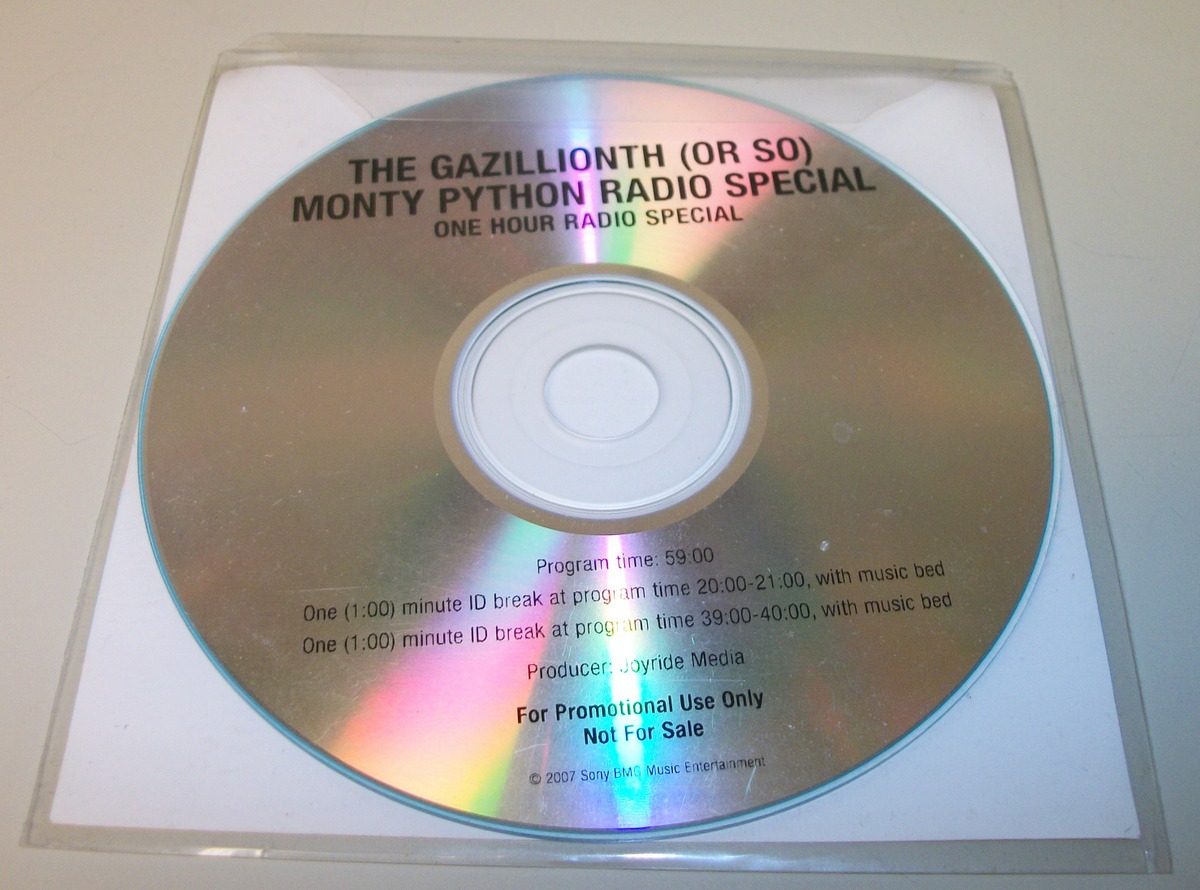 THE GAZILLIONTH (OR SO)
MONTY PYTHON RADIO SPECIAL
ONE HOUR RADIO SPECIAL
Program time: 59:00
One (1:00) minute ID break at program time 20:00-21:00, with music bed
One (1:00) minute ID break at program time 39:00-40:00, with music bed
Producer: Joyride Media
For Promotional Use Only
Not For Sale
© 2007 Sony BMG Music Entertainment